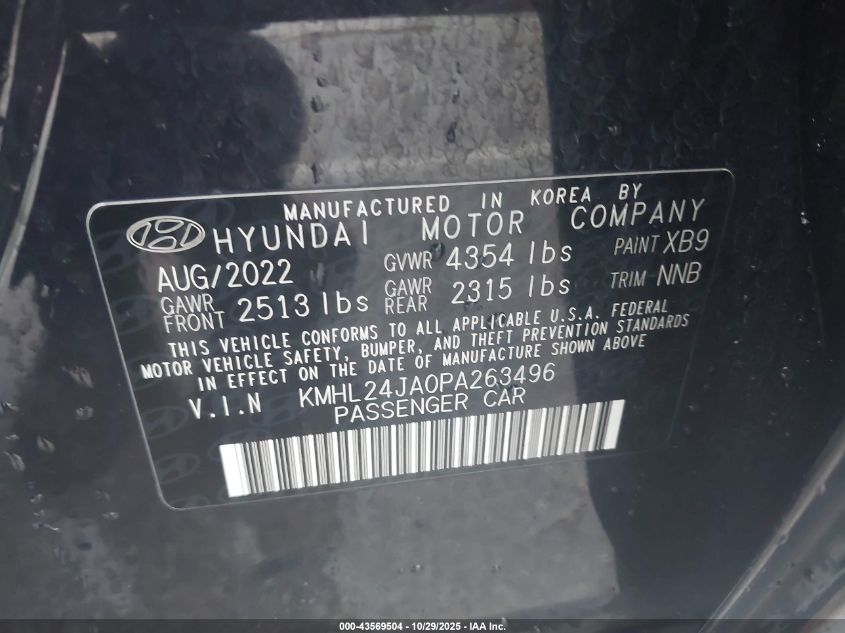 MANUFACTURED IN KOREA BY
HYUNDAI MOTOR COMPANY
AUG/2022 GVWR 4354 lbs PAINT XB9
GAWR FRONT 2513 lbs GAWR REAR 2315 lbs TRIM NNB
THIS VEHICLE CONFORMS TO ALL APPLICABLE U.S.A. FEDERAL
MOTOR VEHICLE SAFETY, BUMPER, AND THEFT PREVENTION STANDARDS
IN EFFECT ON THE DATE OF MANUFACTURE SHOWN ABOVE
V.I.N KMHL24JA0PA263496
PASSENGER CAR
000-43569504 - 10/29/2025 - IAA Inc.